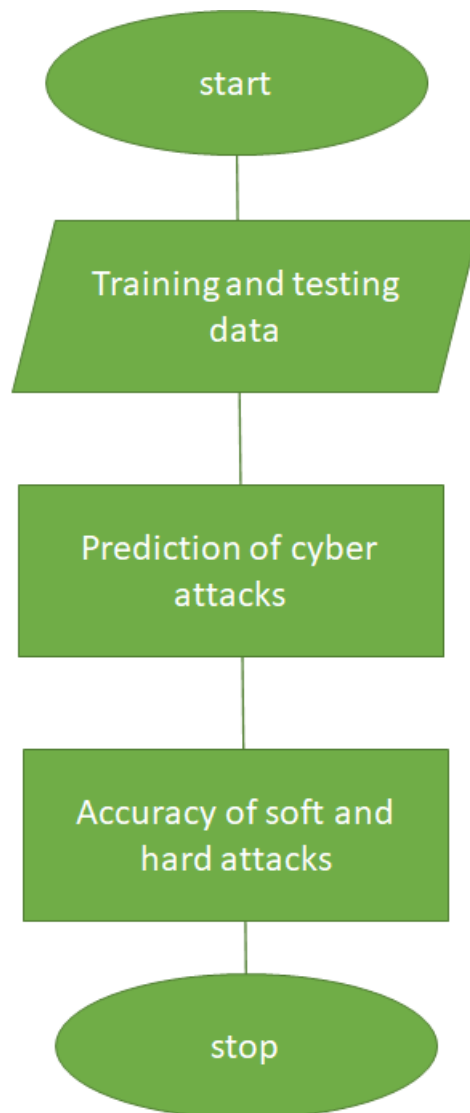 start
Training and testing
data
Prediction of cyber
attacks
Accuracy of soft and
hard attacks
stop